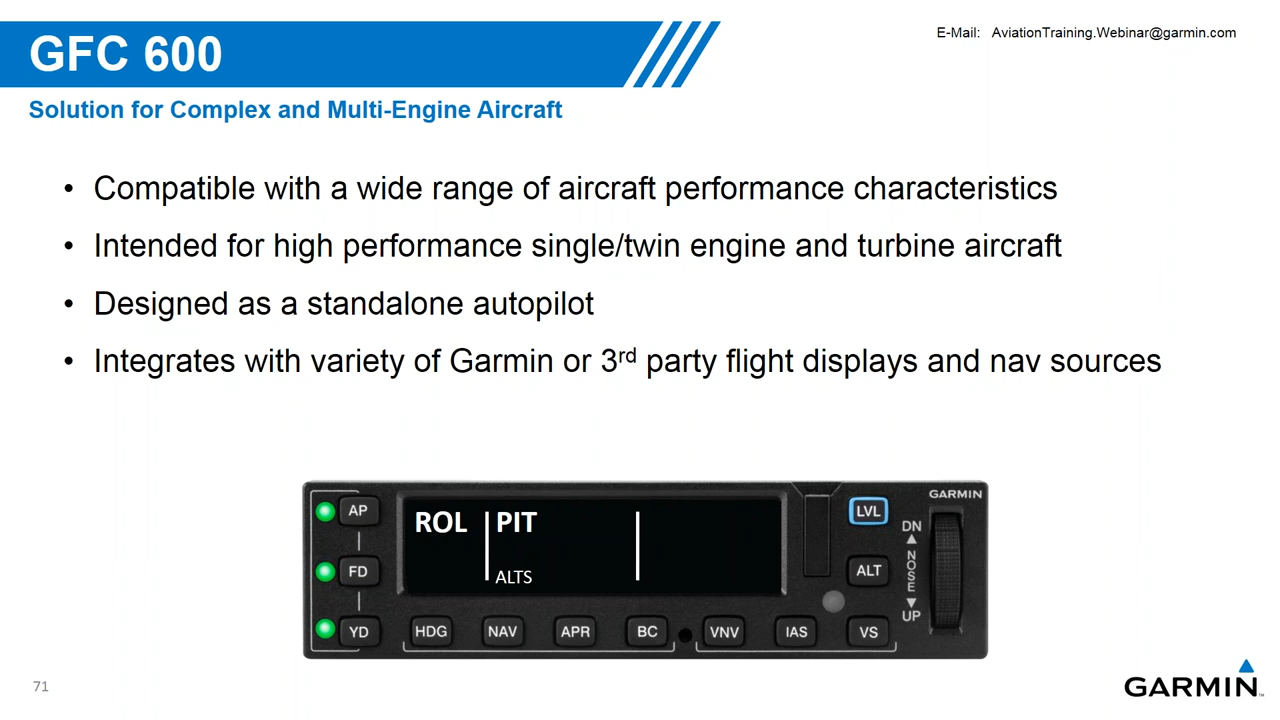 GFC 600
E-Mail: AviationTraining.Webinar@garmin.com
Solution for Complex and Multi-Engine Aircraft
• Compatible with a wide range of aircraft performance characteristics
• Intended for high performance single/twin engine and turbine aircraft
• Designed as a standalone autopilot
• Integrates with variety of Garmin or 3rd party flight displays and nav sources
GARMIN
AP
ROL PIT
LVL
DN
FD
ALTS
ALT
NOSE
UP
YD
HDG NAV APR BC VNV IAS VS
71
GARMIN™